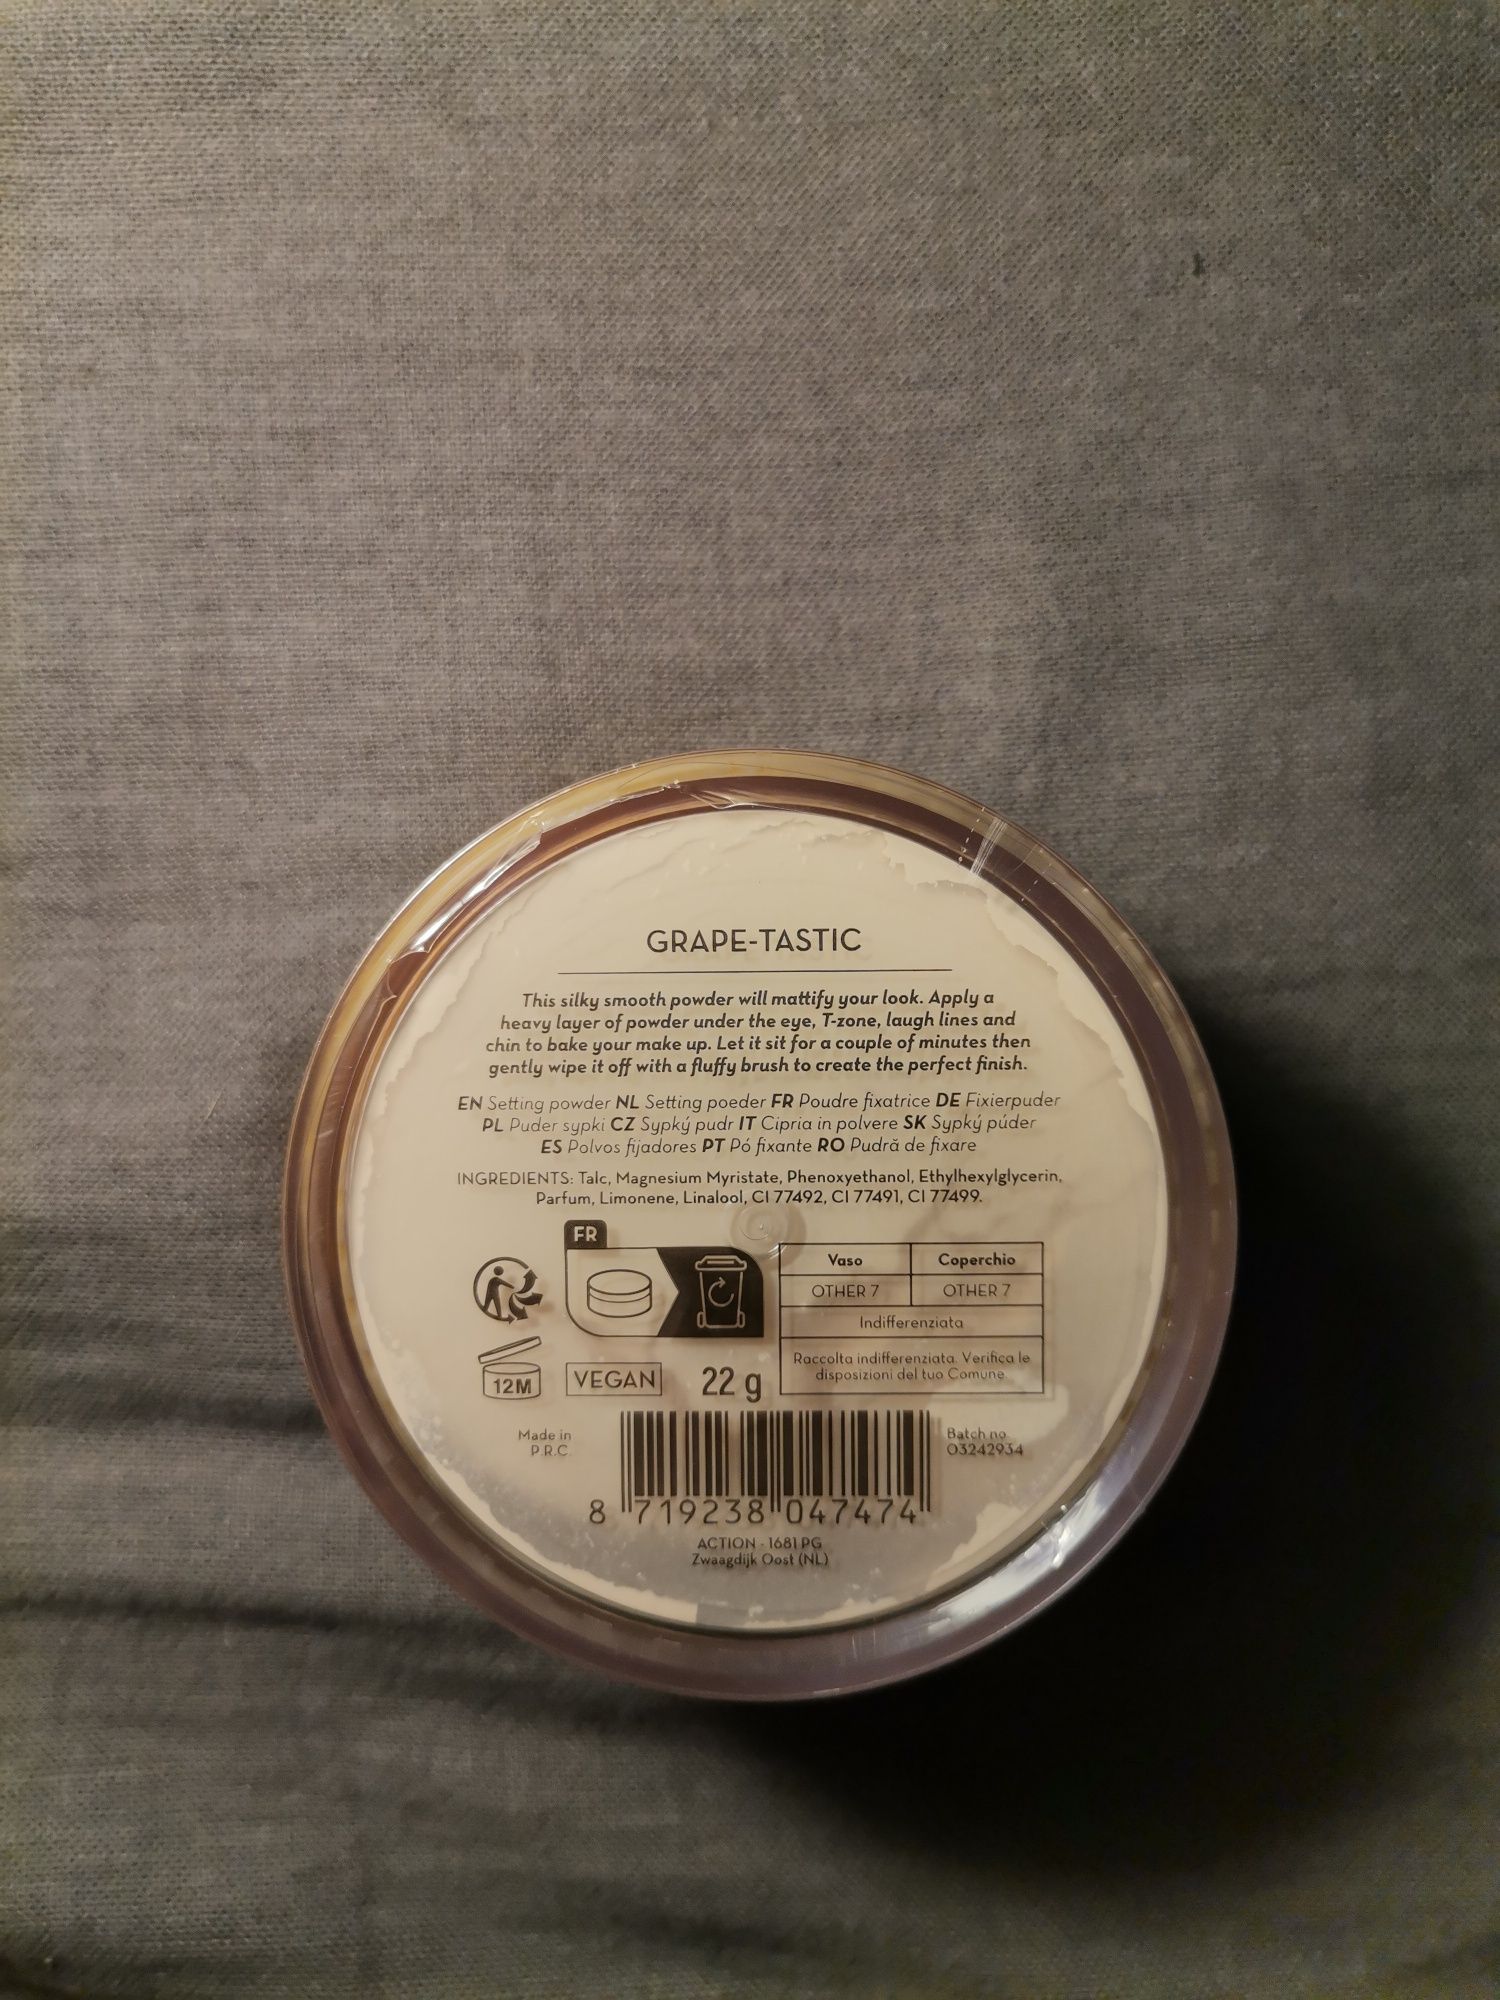 GRAPE-TASTIC
This silky smooth powder will mattify your look. Apply a
heavy layer of powder under the eye, T-zone, laugh lines and
chin to bake your make up. Let it sit for a couple of minutes then
gently wipe it off with a fluffy brush to create the perfect finish.
EN Setting powder NL Setting poeder FR Poudre fixatrice DE Fixierpuder
PL Puder sypki CZ Sypký pudr IT Cipria in polvere SK Sypký púder
ES Polvos fijadores PT Pó fixante RO Pudră de fixare
INGREDIENTS: Talc, Magnesium Myristate, Phenoxyethanol, Ethylhexylglycerin,
Parfum, Limonene, Linalool, CI 77492, CI 77491, CI 77499.
FR
Vaso Coperchio
OTHER 7 OTHER 7
Indifferenziata
Raccolta indifferenziata. Verifica le
disposizioni del tuo Comune
12M
VEGAN
22 g
Made in
P.R.C.
Batch no.
03242934
8 719238 047474
ACTION - 1681 PG
Zwaagdijk Oost (NL)